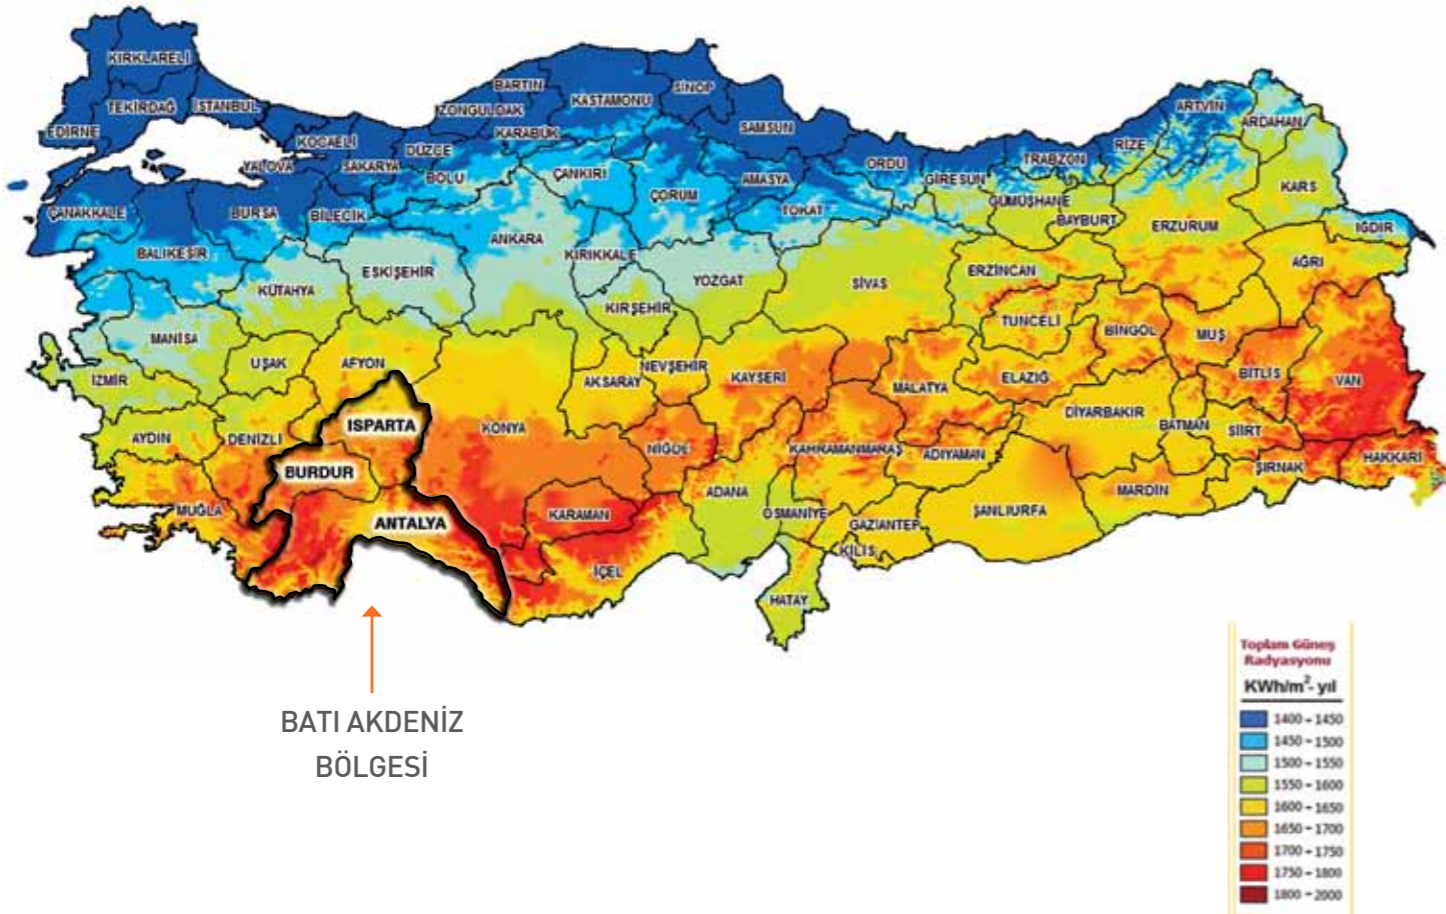 KIRKLARELİ
BARTIN
SİNOP
TEKİRDAĞ
İSTANBUL
ZONGULDAK
KASTAMONU
ARTVİN
EDİRNE
KOCAELİ
KARABÜK
SAMSUN
ARDAHAN
YALOVA
SAKARYA
DÜZCE
BOLU
ÇANKIRI
AMASYA
ORDU
GİRESUN
TRABZON
RİZE
ÇANAKKALE
BURSA
BİLECİK
ÇORUM
TOKAT
GÜMÜŞHANE
BAYBURT
KARS
BALIKESİR
ANKARA
KIRIKKALE
ERZURUM
IĞDIR
KÜTAHYA
ESKİŞEHİR
YOZGAT
SİVAS
ERZİNCAN
AĞRI
MANİSA
KIRŞEHİR
TUNCELİ
BİNGÖL
MUŞ
İZMİR
UŞAK
AFYON
AKSARAY
NEVŞEHİR
KAYSERİ
MALATYA
ELAZIĞ
BİTLİS
VAN
AYDIN
DENİZLİ
ISPARTA
KONYA
NİĞDE
KAHRAMANMARAŞ
ADIYAMAN
DİYARBAKIR
BATMAN
SİİRT
BURDUR
ŞIRNAK
HAKKARİ
MUĞLA
ANTALYA
KARAMAN
ADANA
OSMANİYE
GAZİANTEP
ŞANLIURFA
MARDİN
İÇEL
KİLİS
HATAY
BATI AKDENİZ
BÖLGESİ
Toplam Güneş
Radyasyonu
KWh/m²- yıl
1400 - 1450
1450 - 1500
1500 - 1550
1550 - 1600
1600 - 1650
1650 - 1700
1700 - 1750
1750 - 1800
1800 - 2000